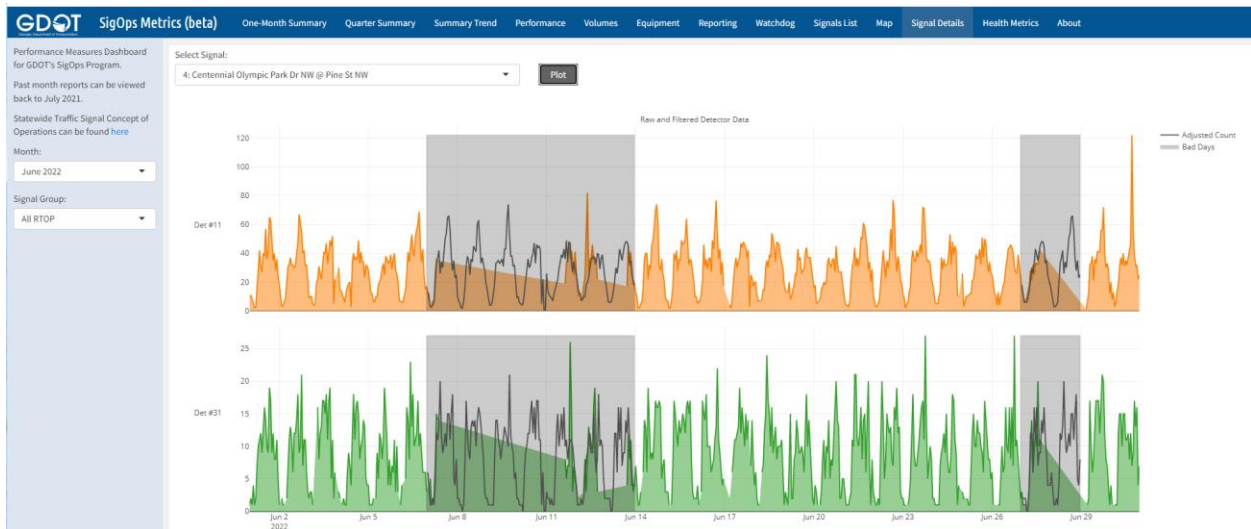 GDOT
SigOps Metrics (beta)
One-Month Summary
Quarter Summary
Summary Trend
Performance
Volumes
Equipment
Reporting
Watchdog
Signals List
Map
Signal Details
Health Metrics
About
Performance Measures Dashboard
for GDOT's SigOps Program.
Past month reports can be viewed
back to July 2021.
Statewide Traffic Signal Concept of
Operations can be found here
Month:
June 2022
Signal Group:
All RTOP
Select Signal:
4: Centennial Olympic Park Dr NW @ Pine St NW
Plot
Raw and Filtered Detector Data
Adjusted Count
Bad Days
120
100
80
60
40
20
0
Det #11
25
20
15
10
5
0
Det #31
Jun 2
2022
Jun 5
Jun 8
Jun 11
Jun 14
Jun 17
Jun 20
Jun 23
Jun 26
Jun 29